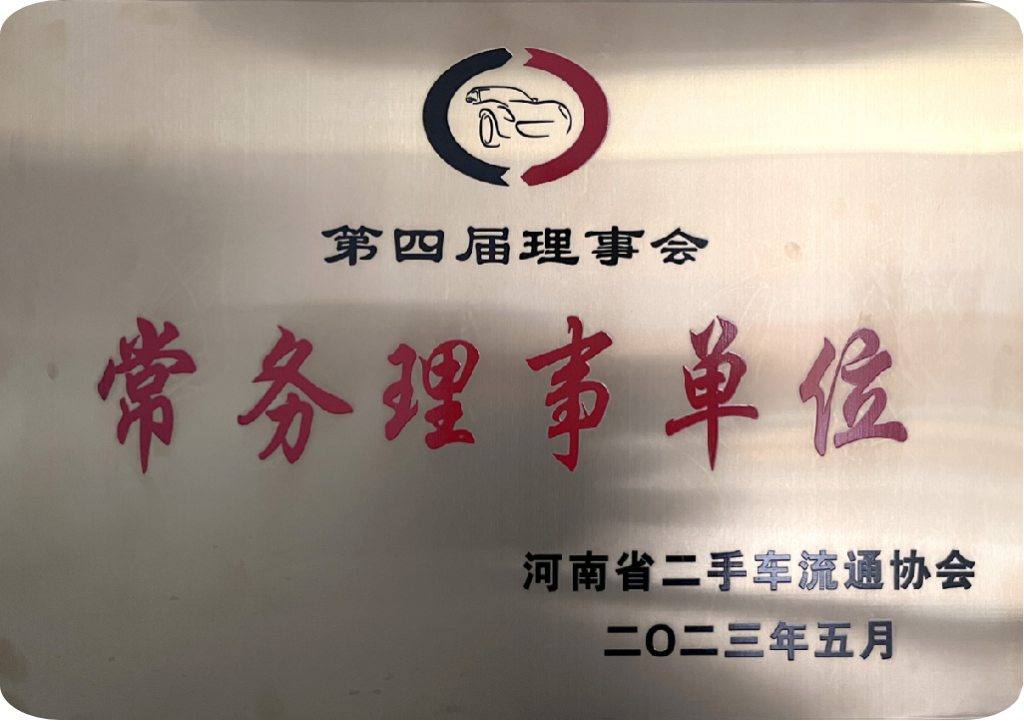 第四届理事会
常务理事单位
河南省二手车流通协会
二〇二三年五月